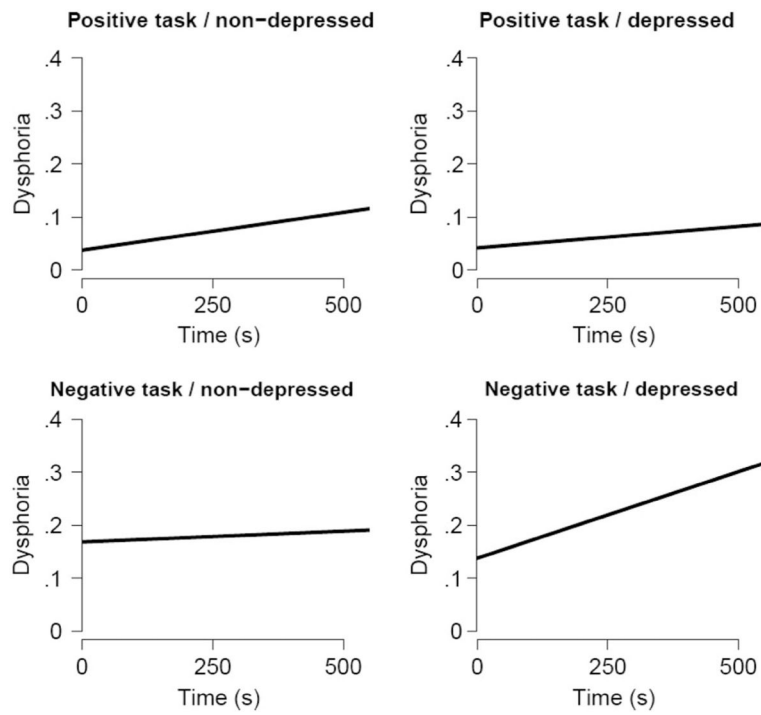 Positive task / non−depressed
Positive task / depressed
Dysphoria
.4
.3
.2
.1
0
0 250 500
Time (s)
Dysphoria
.4
.3
.2
.1
0
0 250 500
Time (s)
Negative task / non−depressed
Negative task / depressed
Dysphoria
.4
.3
.2
.1
0
0 250 500
Time (s)
Dysphoria
.4
.3
.2
.1
0
0 250 500
Time (s)